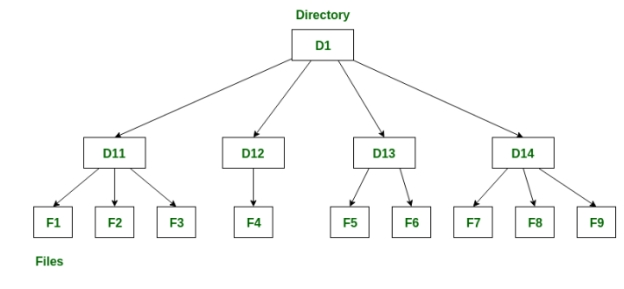 Directory
D1
D11 D12 D13 D14
F1 F2 F3 F4 F5 F6 F7 F8 F9
Files